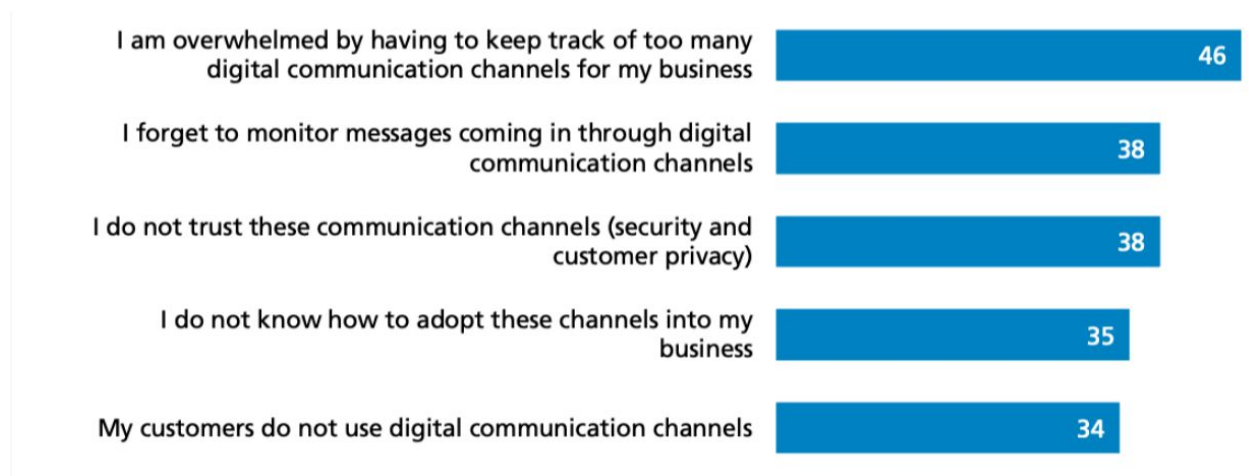 I am overwhelmed by having to keep track of too many
digital communication channels for my business
46
I forget to monitor messages coming in through digital
communication channels
38
I do not trust these communication channels (security and
customer privacy)
38
I do not know how to adopt these channels into my
business
35
My customers do not use digital communication channels
34